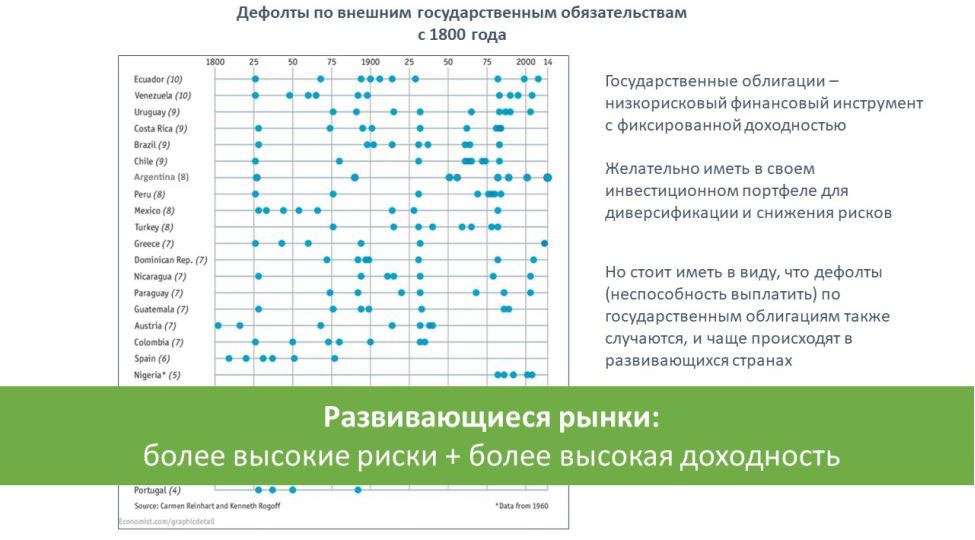 Дефолты по внешним государственным обязательствам
с 1800 года
1800 25 50 75 1900 25 50 75 2000 14
Ecuador (10)
Venezuela (10)
Uruguay (9)
Costa Rica (9)
Brazil (9)
Chile (9)
Argentina (8)
Peru (8)
Mexico (8)
Turkey (8)
Greece (7)
Dominican Rep. (7)
Nicaragua (7)
Paraguay (7)
Guatemala (7)
Austria (7)
Colombia (7)
Spain (6)
Nigeria* (5)
Portugal (4)
Source: Carmen Reinhart and Kenneth Rogoff
*Data from 1960
Economist.com/graphicdetail
Государственные облигации –
низкорисковый финансовый инструмент
с фиксированной доходностью
Желательно иметь в своем
инвестиционном портфеле для
диверсификации и снижения рисков
Но стоит иметь в виду, что дефолты
(неспособность выплатить) по
государственным облигациям также
случаются, и чаще происходят в
развивающихся странах
Развивающиеся рынки:
более высокие риски + более высокая доходность